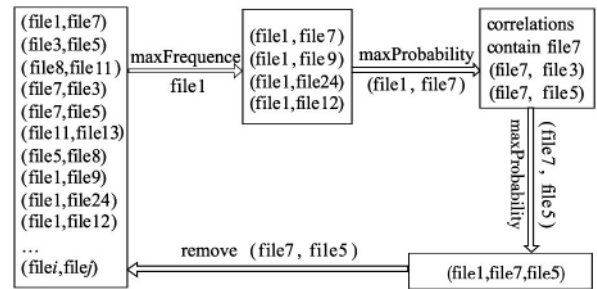 (file1,file7)
(file3,file5)
(file8,file11)
(file7,file3)
(file7,file5)
(file11,file13)
(file5,file8)
(file1,file9)
(file1,file24)
(file1,file12)
...
(filei,filej)
maxFrequence
file1
(file1, file7)
(file1, file9)
(file1,file24)
(file1,file12)
maxProbability
(file1, file7)
correlations
contain file7
(file7, file3)
(file7, file5)
maxProbability
(file7, file5)
(file1,file7,file5)
remove (file7, file5)